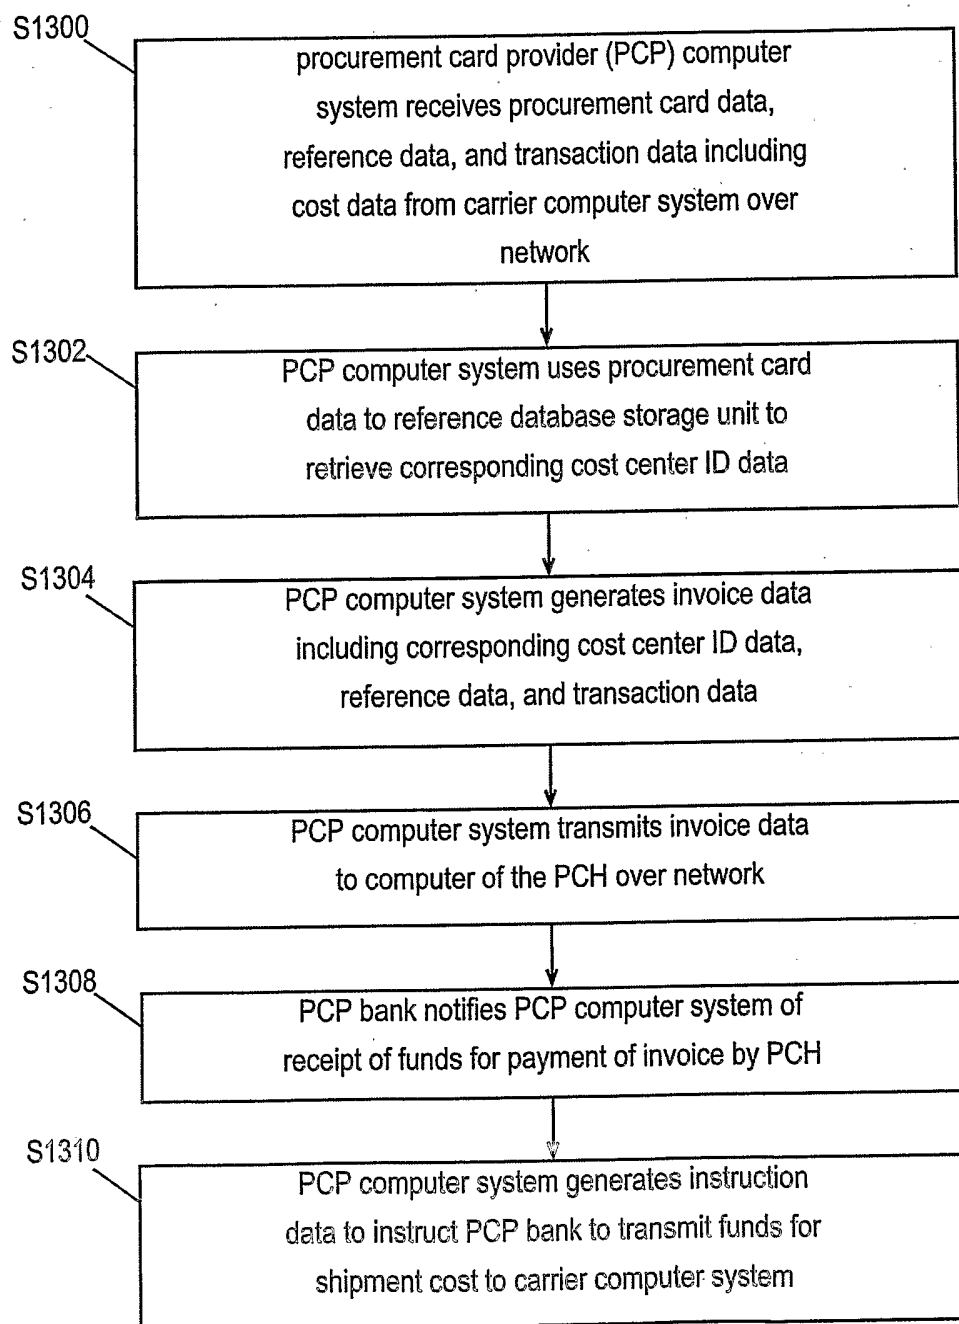 S1300
procurement card provider (PCP) computer
system receives procurement card data,
reference data, and transaction data including
cost data from carrier computer system over
network
S1302
PCP computer system uses procurement card
data to reference database storage unit to
retrieve corresponding cost center ID data
S1304
PCP computer system generates invoice data
including corresponding cost center ID data,
reference data, and transaction data
S1306
PCP computer system transmits invoice data
to computer of the PCH over network
S1308
PCP bank notifies PCP computer system of
receipt of funds for payment of invoice by PCH
S1310
PCP computer system generates instruction
data to instruct PCP bank to transmit funds for
shipment cost to carrier computer system